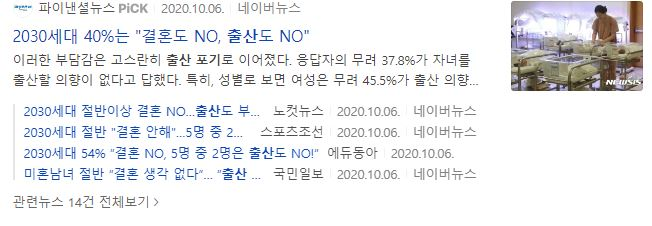 파이낸셜뉴스 PiCK 2020.10.06. 네이버뉴스
2030세대 40%는 "결혼도 NO, 출산도 NO"
이러한 부담감은 고스란히 출산 포기로 이어졌다. 응답자의 무려 37.8%가 자녀를
출산할 의향이 없다고 답했다. 특히, 성별로 보면 여성은 무려 45.5%가 출산 의향...
NEWSIS
2030세대 절반이상 결혼 NO...출산도 부... 노컷뉴스 2020.10.06. 네이버뉴스
2030세대 절반 "결혼 안해"...5명 중 2... 스포츠조선 2020.10.06. 네이버뉴스
2030세대 54% “결혼 NO, 5명 중 2명은 출산도 NO!” 에듀동아 2020.10.06.
미혼남녀 절반 “결혼 생각 없다”... “출산 ... 국민일보 2020.10.06. 네이버뉴스
관련뉴스 14건 전체보기 >